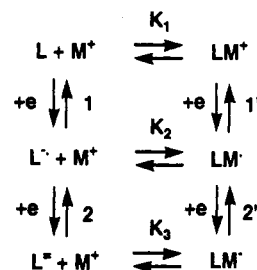 K₁
L + M⁺ LM⁺
+e 1 +e 1'
K₂
L⁻· + M⁺ LM·
+e 2 +e 2'
K₃
L⁼ + M⁺ LM⁻